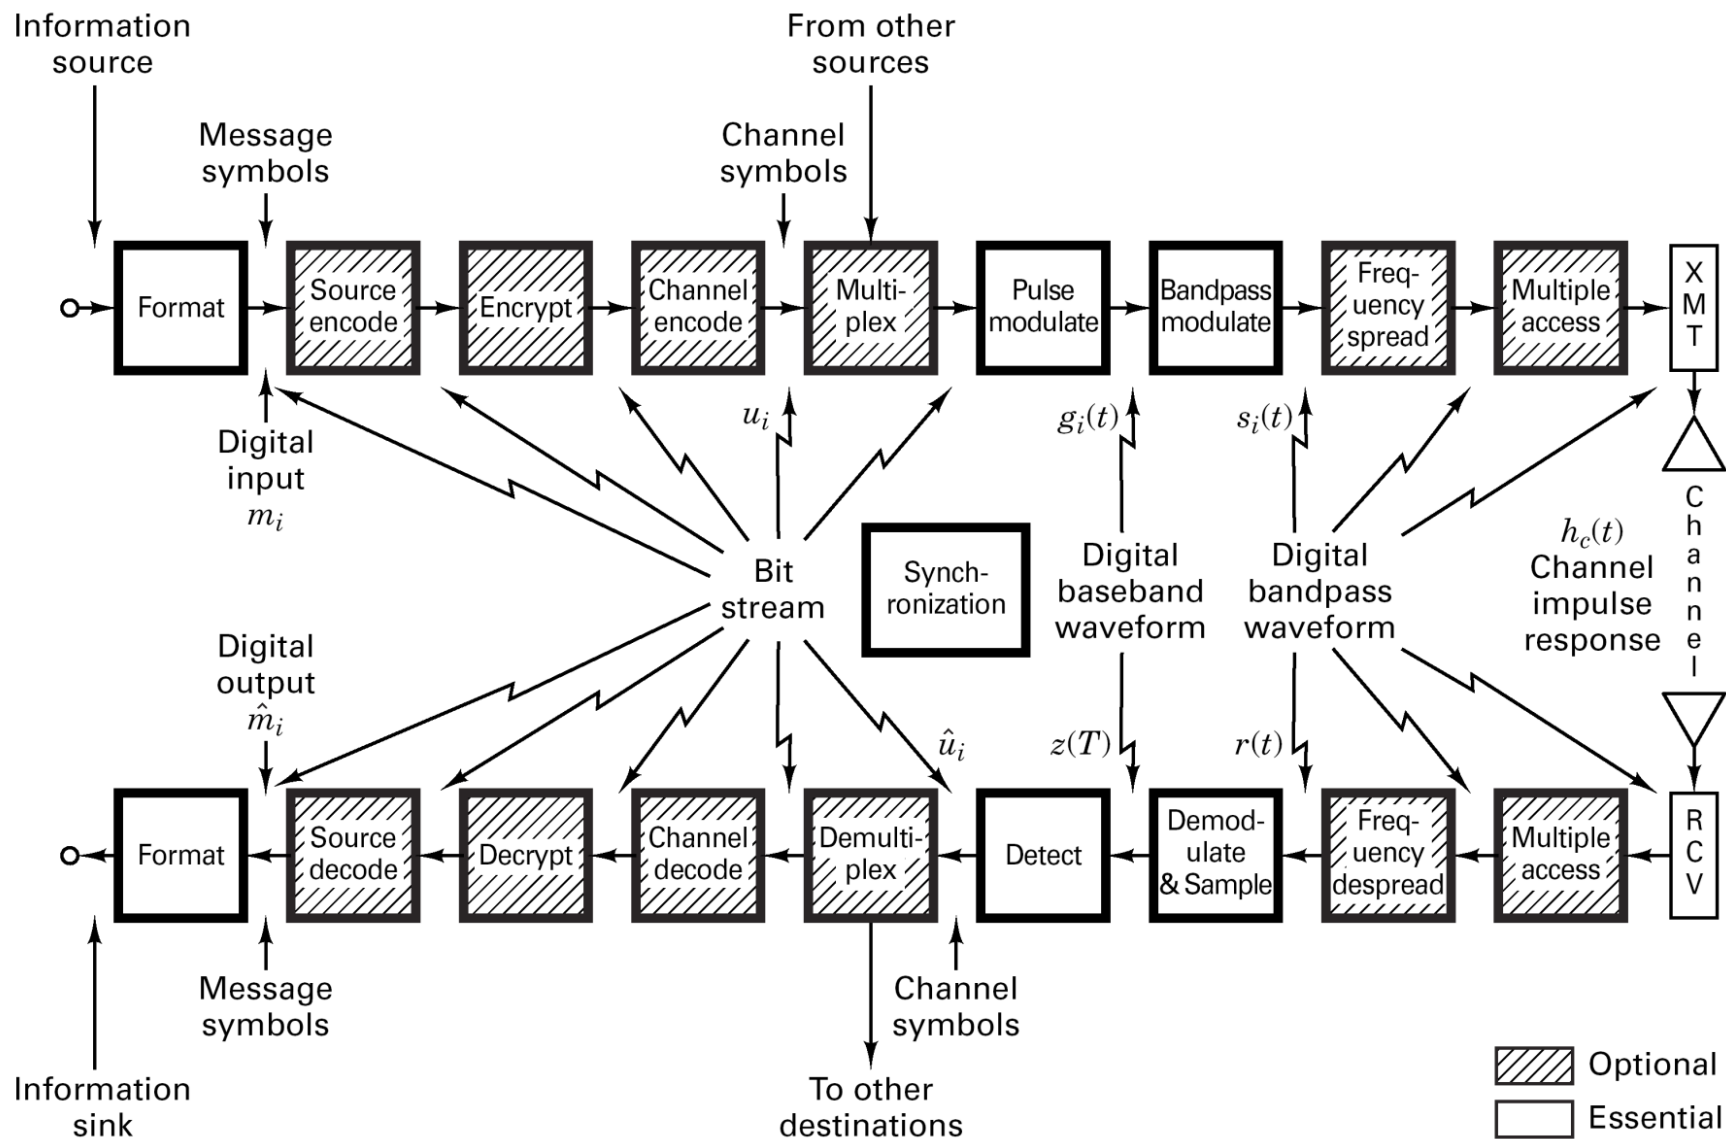 Information
source
From other
sources
Message
symbols
Channel
symbols
Format
Source
encode
Encrypt
Channel
encode
Multi-
plex
Pulse
modulate
Bandpass
modulate
Freq-
uency
spread
Multiple
access
X
M
T
Digital
input
m_i
u_i
g_i(t)
s_i(t)
Bit
stream
Synch-
ronization
Digital
baseband
waveform
Digital
bandpass
waveform
h_c(t)
Channel
impulse
response
C
h
a
n
n
e
l
Digital
output
m̂_i
û_i
z(T)
r(t)
Format
Source
decode
Decrypt
Channel
decode
Demulti-
plex
Detect
Demod-
ulate
& Sample
Freq-
uency
despread
Multiple
access
R
C
V
Message
symbols
Channel
symbols
Information
sink
To other
destinations
Optional
Essential